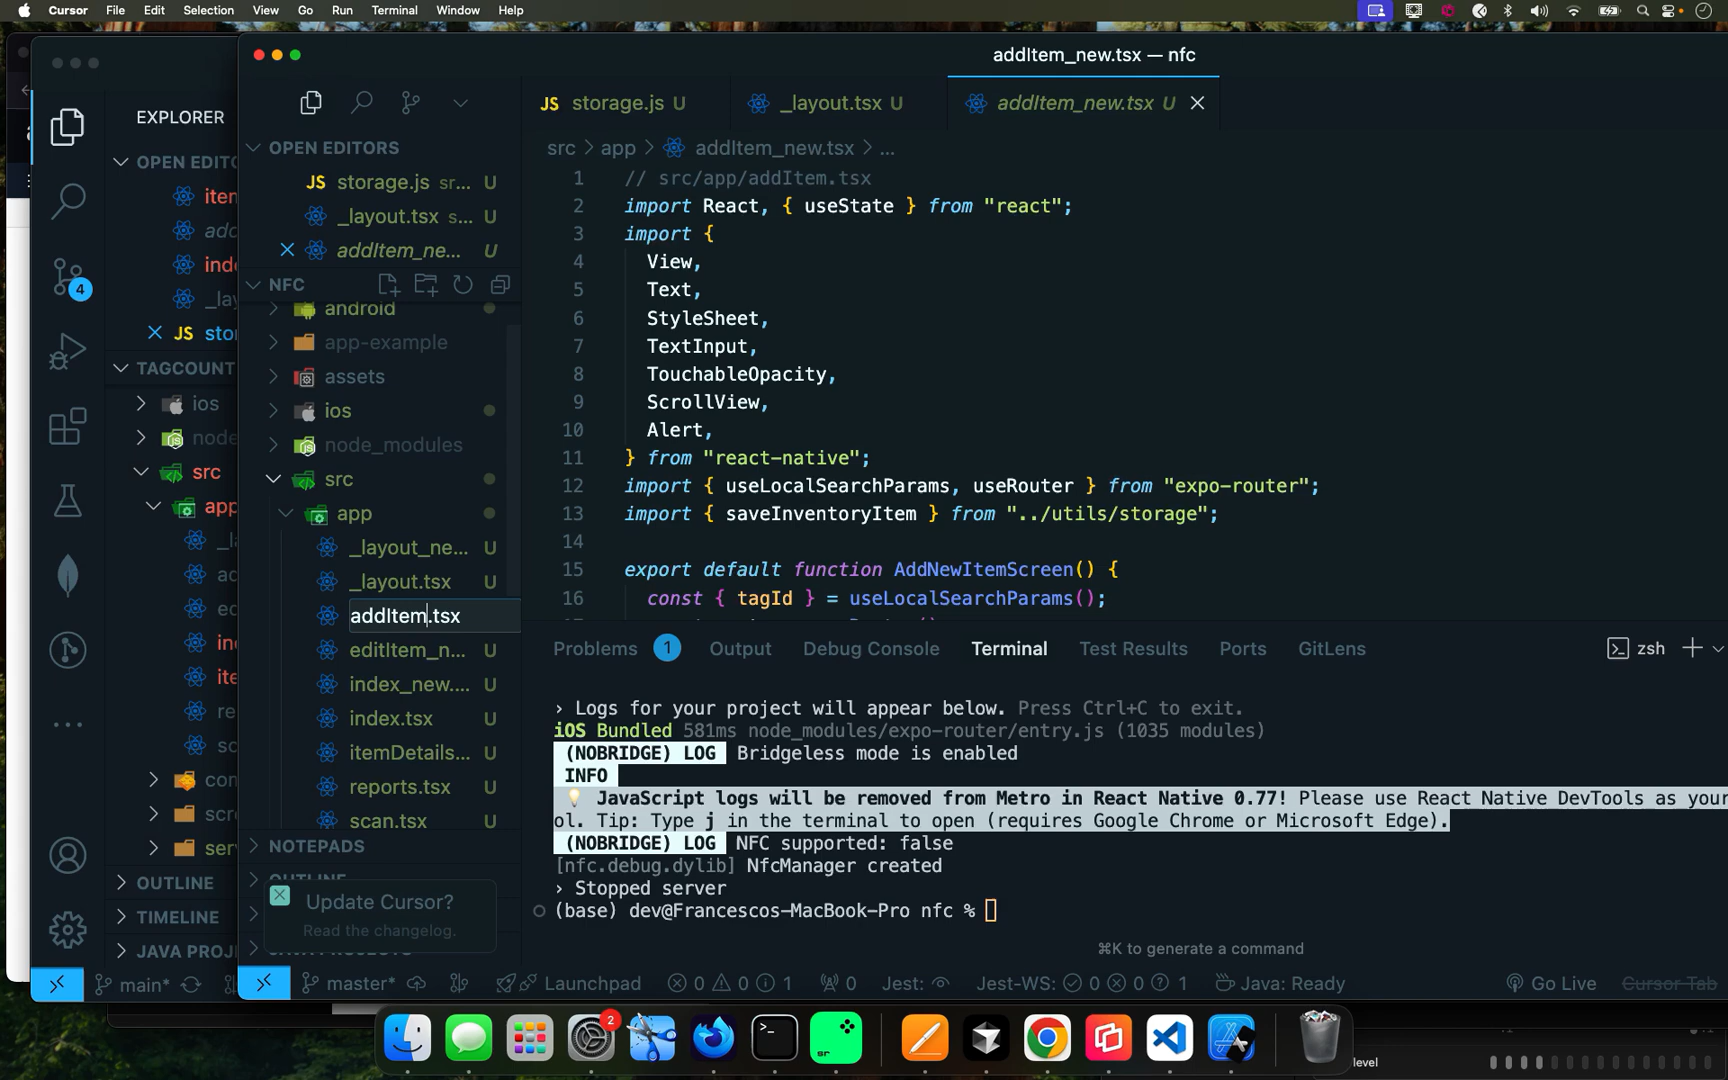 Cursor File Edit Selection View Go Run Terminal Window Help
addItem_new.tsx — nfc
EXPLORER
OPEN EDITO
ite
add
inde
_lay
JS sto
TAGCOUNT
ios
node
src
app
_la
ad
ed
ind
ite
re
sc
con
scre
serv
OUTLINE
TIMELINE
JAVA PROJ
4
main*
OPEN EDITORS
JS storage.js sr... U
_layout.tsx s... U
addItem_ne... U
NFC
android
app-example
assets
ios
node_modules
src
app
_layout_ne... U
_layout.tsx U
addItem.tsx
editItem_n... U
index_new.... U
index.tsx U
itemDetails... U
reports.tsx U
scan.tsx U
NOTEPADS
OUTLINE
Update Cursor?
Read the changelog.
JS storage.js U
_layout.tsx U
addItem_new.tsx U
src > app > addItem_new.tsx > ...
1 // src/app/addItem.tsx
2 import React, { useState } from "react";
3 import {
4 View,
5 Text,
6 StyleSheet,
7 TextInput,
8 TouchableOpacity,
9 ScrollView,
10 Alert,
11 } from "react-native";
12 import { useLocalSearchParams, useRouter } from "expo-router";
13 import { saveInventoryItem } from "../utils/storage";
14
15 export default function AddNewItemScreen() {
16 const { tagId } = useLocalSearchParams();
Problems 1 Output Debug Console Terminal Test Results Ports GitLens zsh
› Logs for your project will appear below. Press Ctrl+C to exit.
iOS Bundled 581ms node_modules/expo-router/entry.js (1035 modules)
(NOBRIDGE) LOG Bridgeless mode is enabled
INFO
💡 JavaScript logs will be removed from Metro in React Native 0.77! Please use React Native DevTools as your
ol. Tip: Type j in the terminal to open (requires Google Chrome or Microsoft Edge).
(NOBRIDGE) LOG NFC supported: false
[nfc.debug.dylib] NfcManager created
› Stopped server
(base) dev@Francescos-MacBook-Pro nfc %
⌘K to generate a command
master* Launchpad 0 0 1 0 Jest: Jest-WS: 0 0 1 Java: Ready Go Live Cursor Tab
2
sr
level